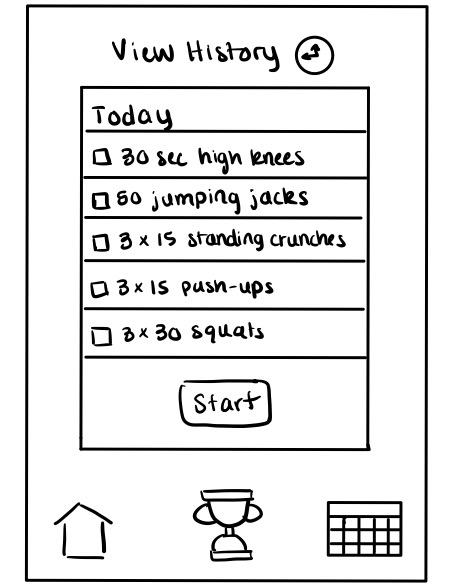 View History
Today
30 sec high knees
50 jumping jacks
3 x 15 standing crunches
3 x 15 push-ups
3 x 30 squats
Start